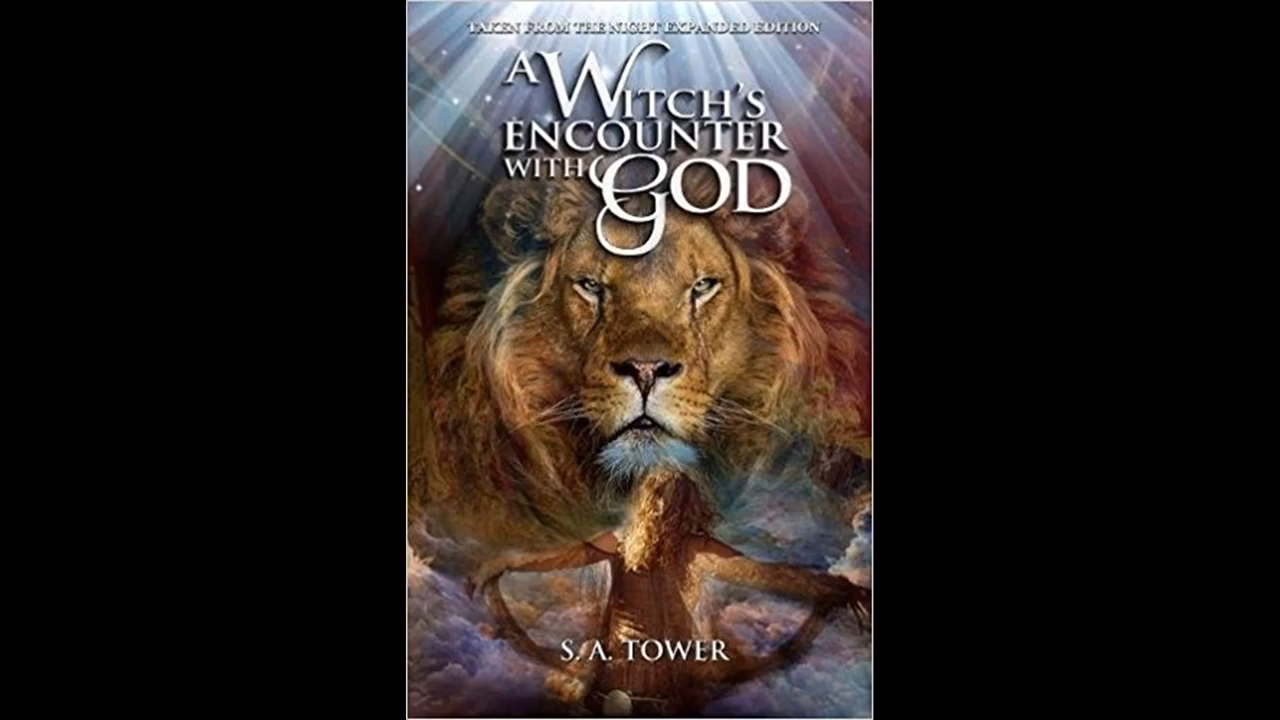 TAKEN FROM THE NIGHT EXPANDED EDITION
A WITCH'S
ENCOUNTER
WITH GOD
S. A. TOWER